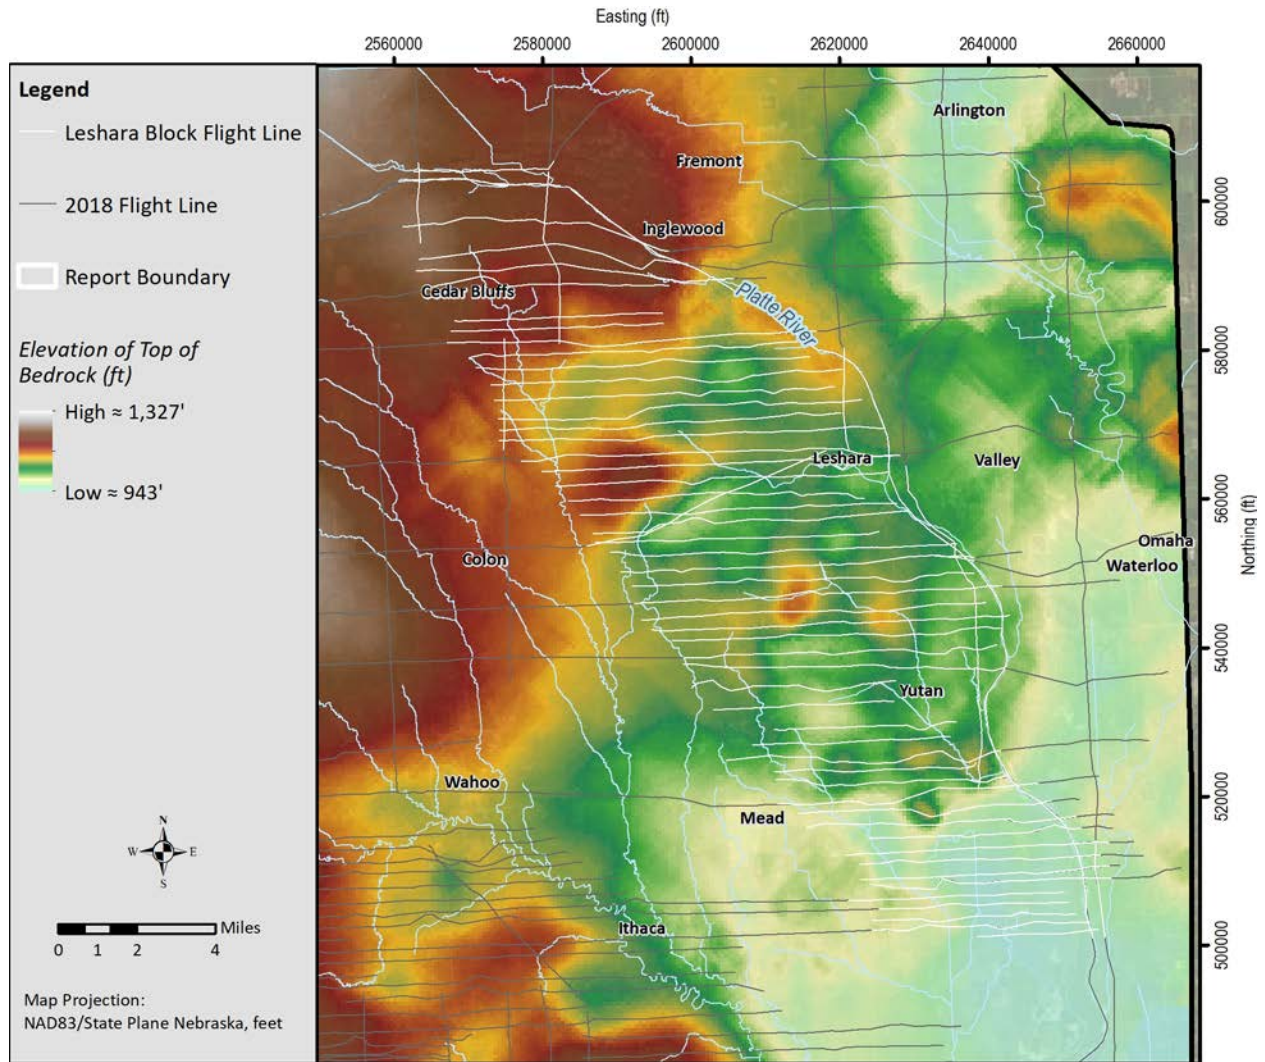 Easting (ft)
2560000 2580000 2600000 2620000 2640000 2660000
Legend
Leshara Block Flight Line
2018 Flight Line
Report Boundary
Elevation of Top of
Bedrock (ft)
High ≈ 1,327'
Low ≈ 943'
N
W E
S
0 1 2 4 Miles
Map Projection:
NAD83/State Plane Nebraska, feet
Arlington
Fremont
Inglewood
Cedar Bluffs
Platte River
Leshara
Valley
Colon
Omaha
Waterloo
Yutan
Wahoo
Mead
Ithaca
600000
580000
560000
540000
520000
500000
Northing (ft)